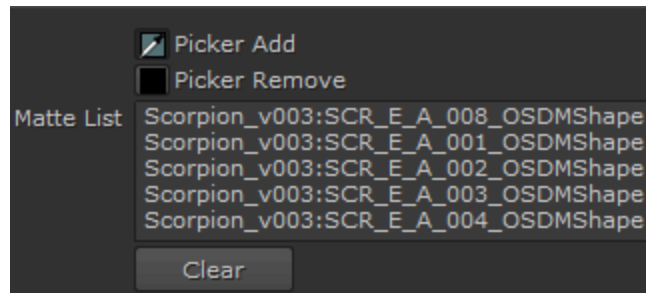 Picker Add
Picker Remove
Matte List
Scorpion_v003:SCR_E_A_008_OSDMShape
Scorpion_v003:SCR_E_A_001_OSDMShape
Scorpion_v003:SCR_E_A_002_OSDMShape
Scorpion_v003:SCR_E_A_003_OSDMShape
Scorpion_v003:SCR_E_A_004_OSDMShape
Clear